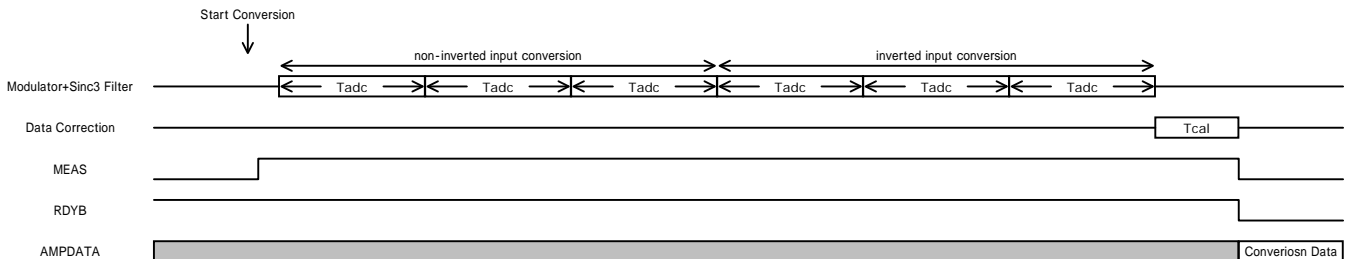 Start Conversion
non-inverted input conversion inverted input conversion
Modulator+Sinc3 Filter Tadc Tadc Tadc Tadc Tadc Tadc
Data Correction Tcal
MEAS
RDYB
AMPDATA Converiosn Data